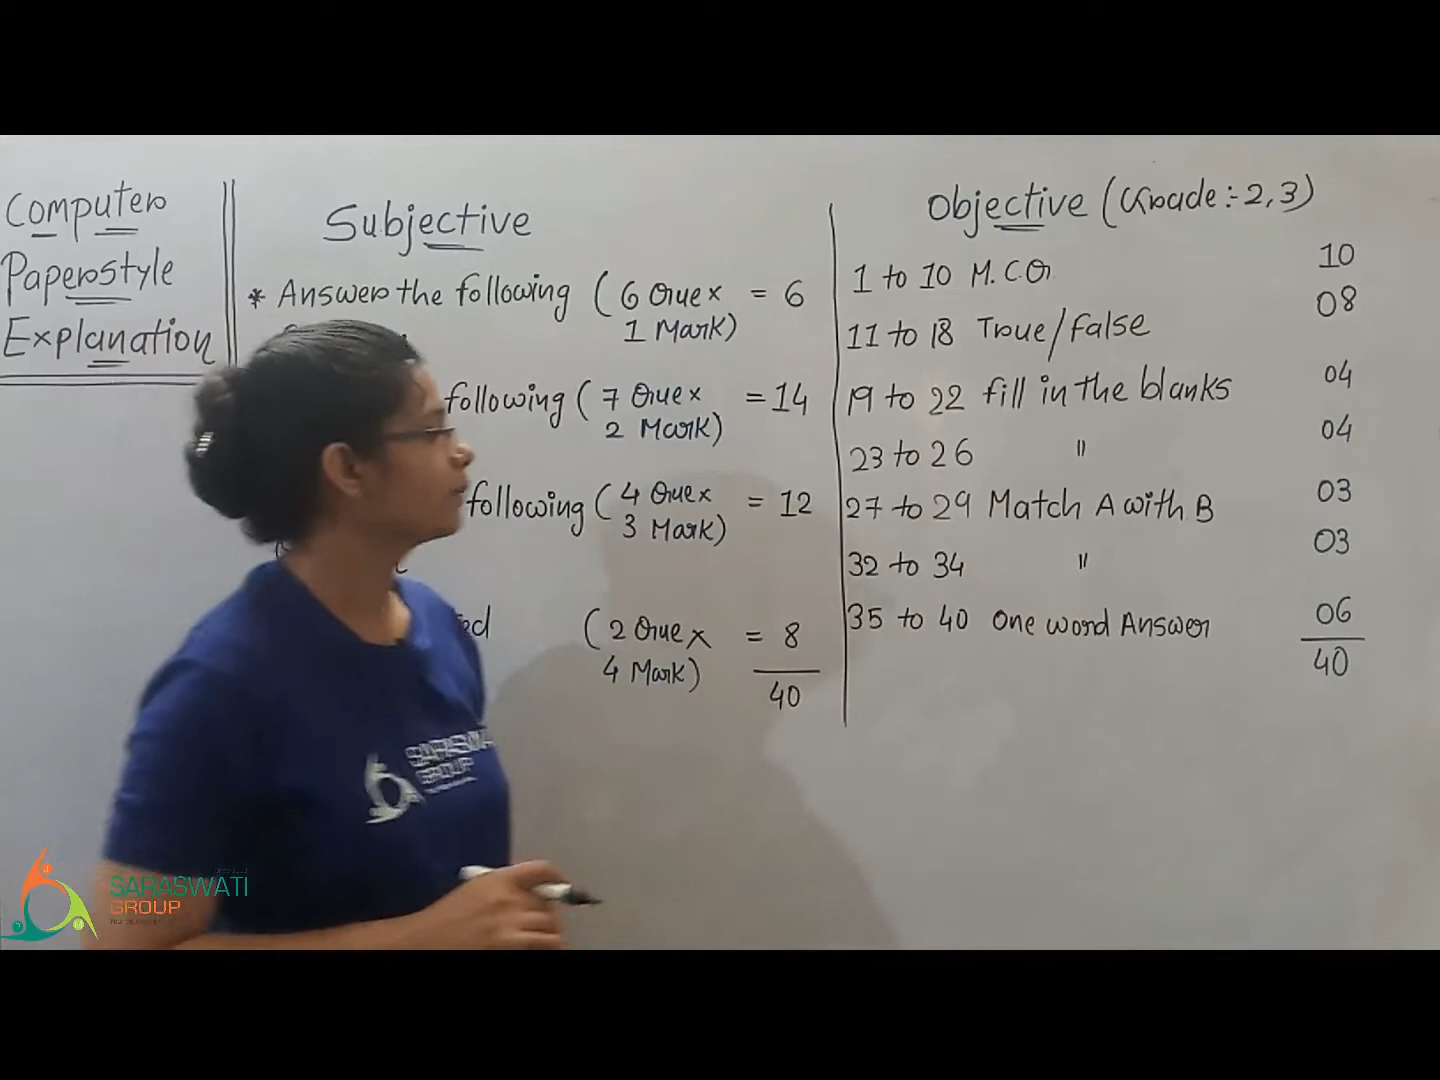 Computer
Paperstyle
Explanation
Subjective
* Answer the following (6 Que x = 6
1 Mark)
following (7 Que x = 14
2 Mark)
following (4 Que x = 12
3 Mark)
(2 Que x = 8
4 Mark)
40
Objective (Grade :- 2, 3)
1 to 10 M.C.Q. 10
11 to 18 True/False 08
19 to 22 fill in the blanks 04
23 to 26 " 04
27 to 29 Match A with B 03
32 to 34 " 03
35 to 40 One word Answer 06
40
SARASWATI
GROUP
SARASWATI
GROUP